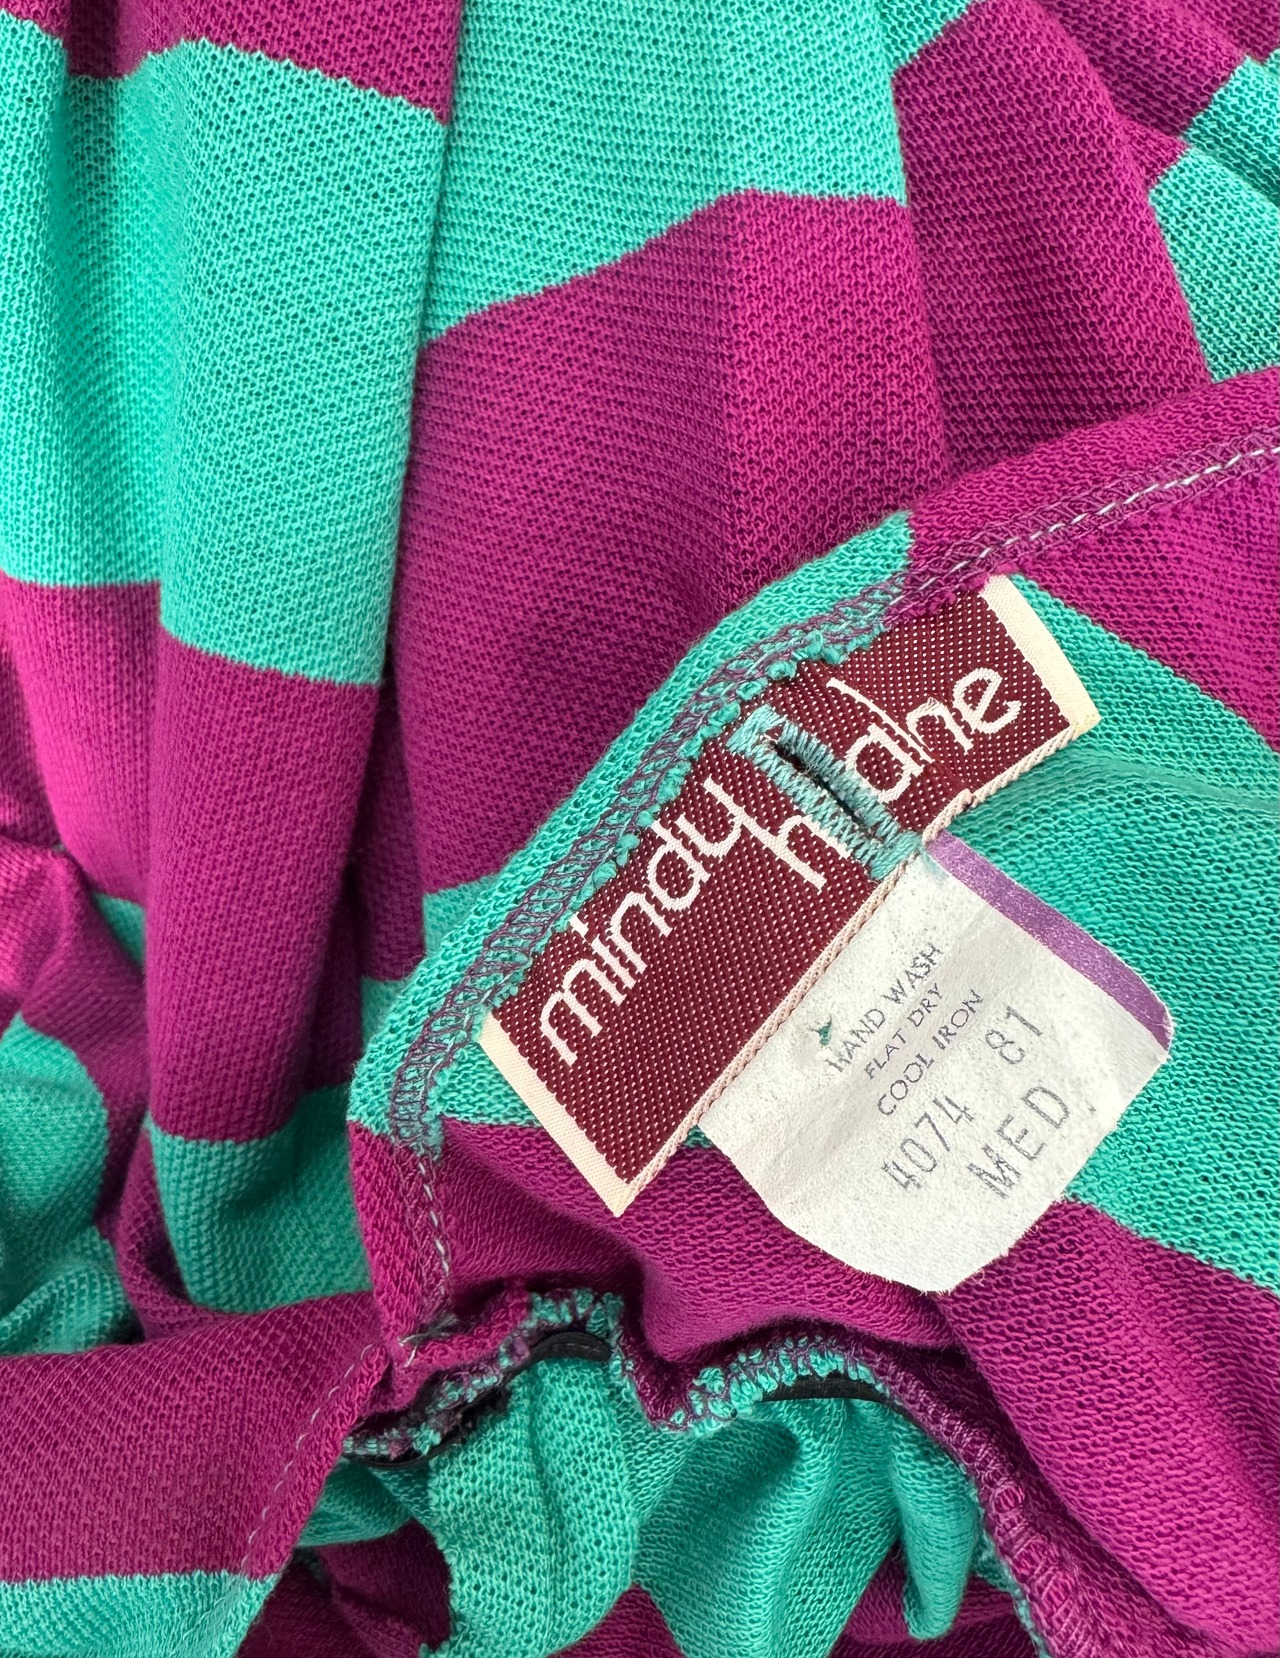 mindy
HAND WASH
FLAT DRY
COOL IRON
4074 81
MED.